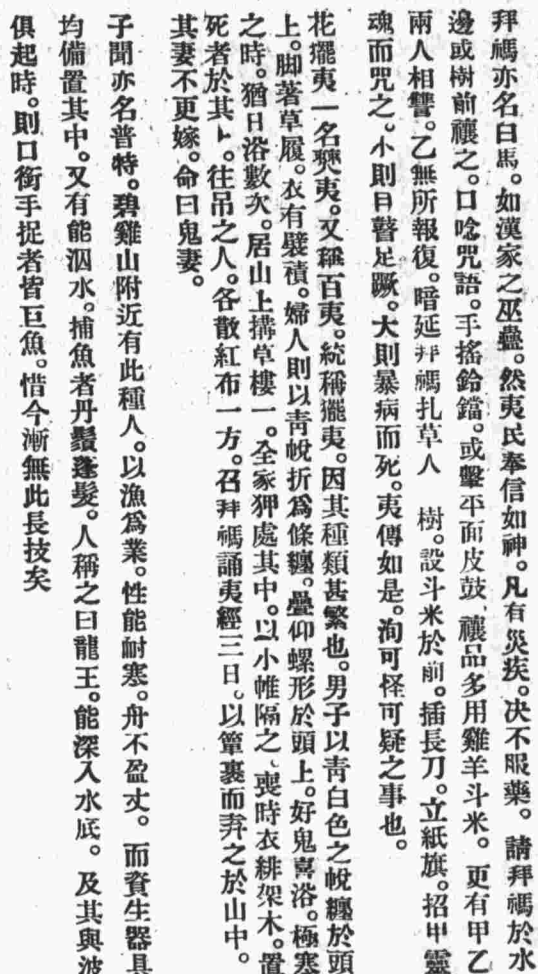 拜禡亦名白馬。如漢家之巫蠱。然夷民奉信如神。凡有災疾。决不服藥。請拜禡於水
邊或樹前禳之。口唸咒語。手搖鈴鐺。或擊平面皮鼓、禳品多用雞羊斗米。更有甲乙
兩人相讐。乙無所報復。暗延拜禡扎草人 樹。設斗米於前。插長刀。立紙旗。招甲靈
魂而咒之。小則目瞽足蹶。大則暴病而死。夷傳如是。洵可怪可疑之事也。
花擺夷一名僰夷。又稱百夷。統稱擺夷。因其種類甚繁也。男子以青白色之帨纏於頭
上。脚著草履。衣有襞積。婦人則以青帨折為條纏。疊仰螺形於頭上。好鬼喜浴。極寒
之時。猶日浴數次。居山上搆草樓一。全家狎處其中。以小帷隔之、喪時衣緋架木。置
死者於其上。往吊之人。各散紅布一方。召拜禡誦夷經三日。以簟裹而弃之於山中。
其妻不更嫁。命曰鬼妻。
子聞亦名普特。碧雞山附近有此種人。以漁為業。性能耐寒。舟不盈丈。而資生器具
均備置其中。又有能泅水。捕魚者丹鬚蓬髮。人稱之曰龍王。能深入水底。及其與波
俱起時。則口銜手捉者皆巨魚。惜今漸無此長技矣